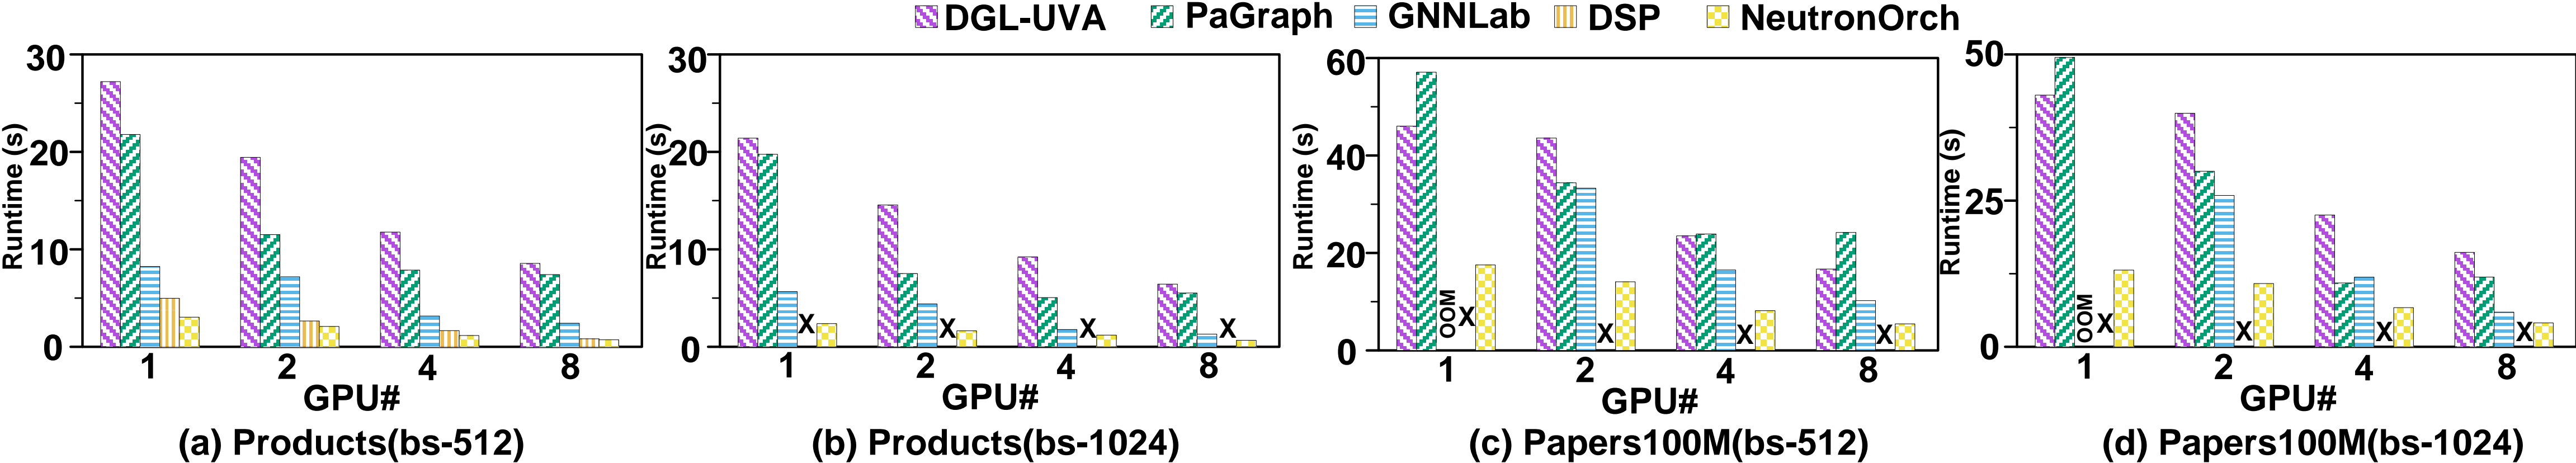 DGL-UVA PaGraph GNNLab DSP NeutronOrch
Runtime (s)
30
20
10
0
1 2 4 8
GPU#
(a) Products(bs-512)
Runtime (s)
30
20
10
0
X X X X
1 2 4 8
GPU#
(b) Products(bs-1024)
Runtime (s)
60
40
20
0
OOM X X X X
1 2 4 8
GPU#
(c) Papers100M(bs-512)
Runtime (s)
50
25
0
OOM X X X X
1 2 4 8
GPU#
(d) Papers100M(bs-1024)